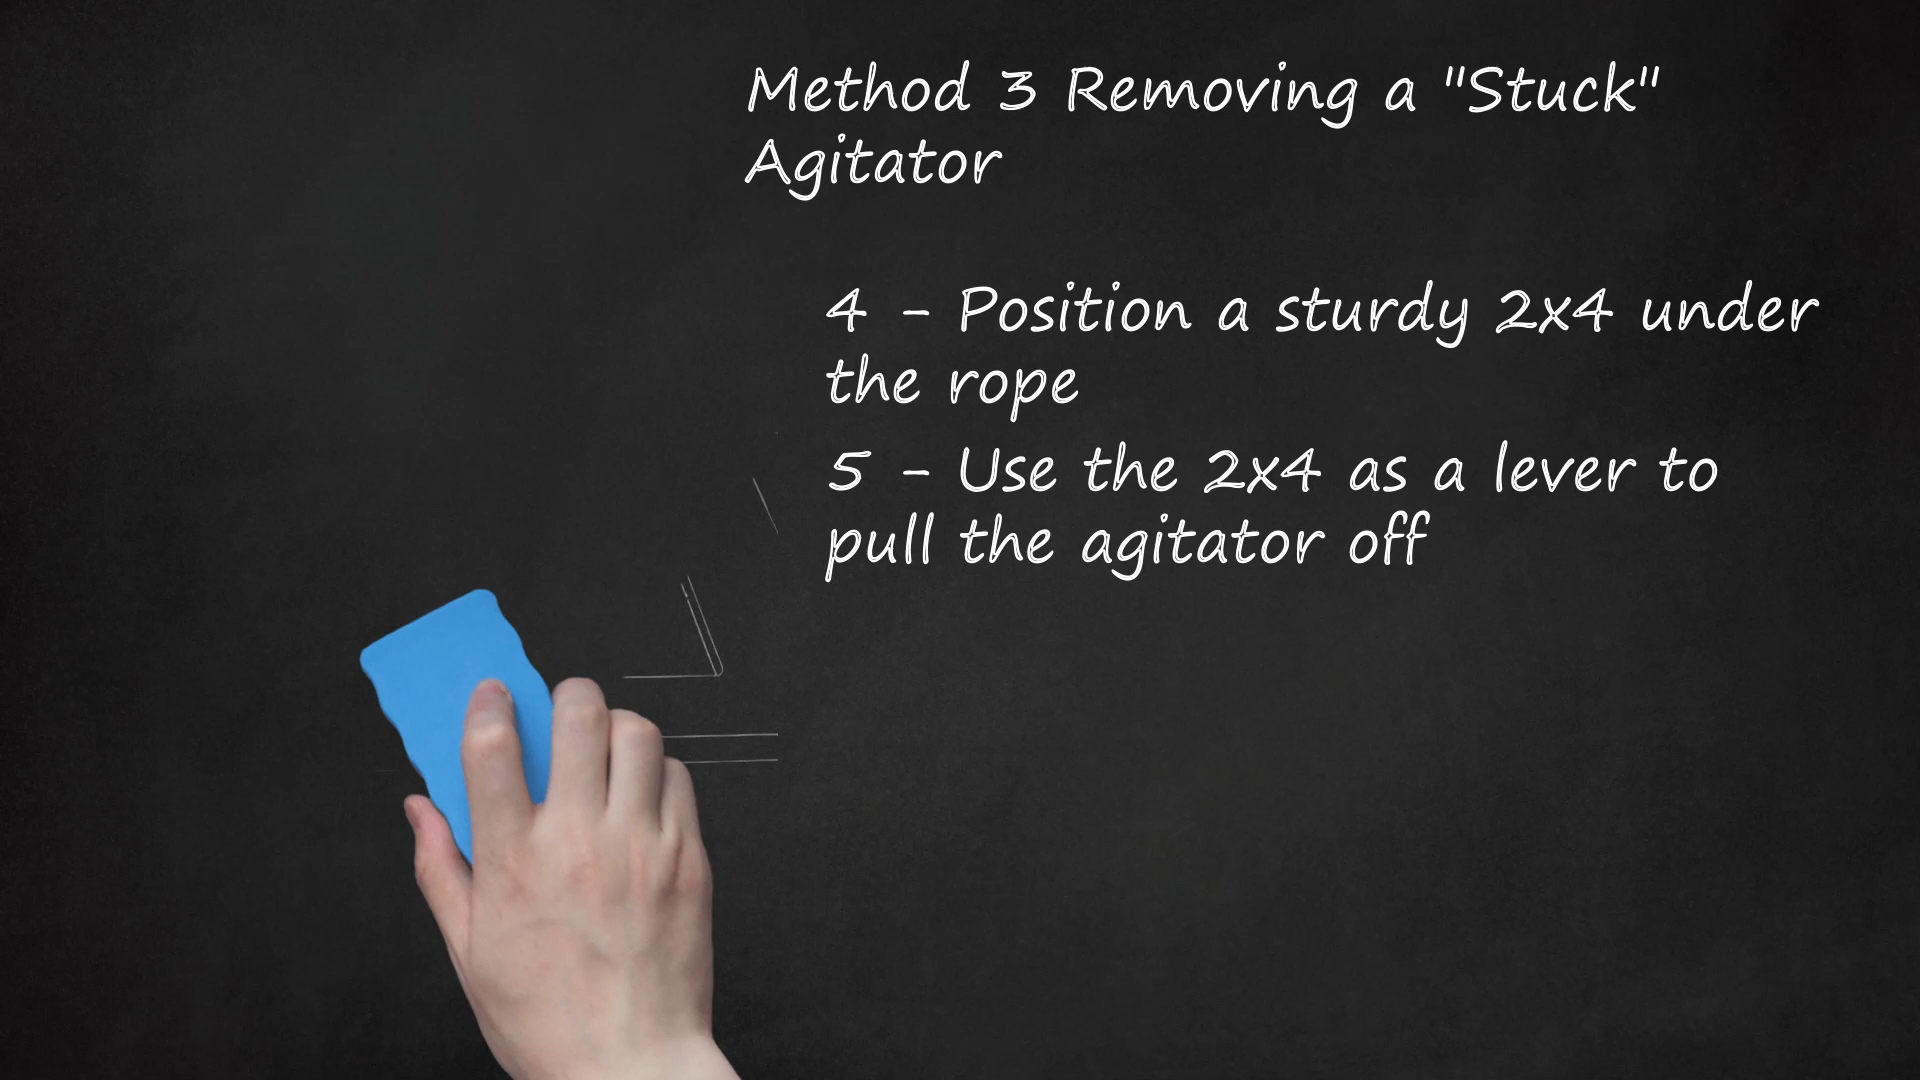 Method 3 Removing a "Stuck"
Agitator
4 - Position a sturdy 2x4 under
the rope
5 - Use the 2x4 as a lever to
pull the agitator off